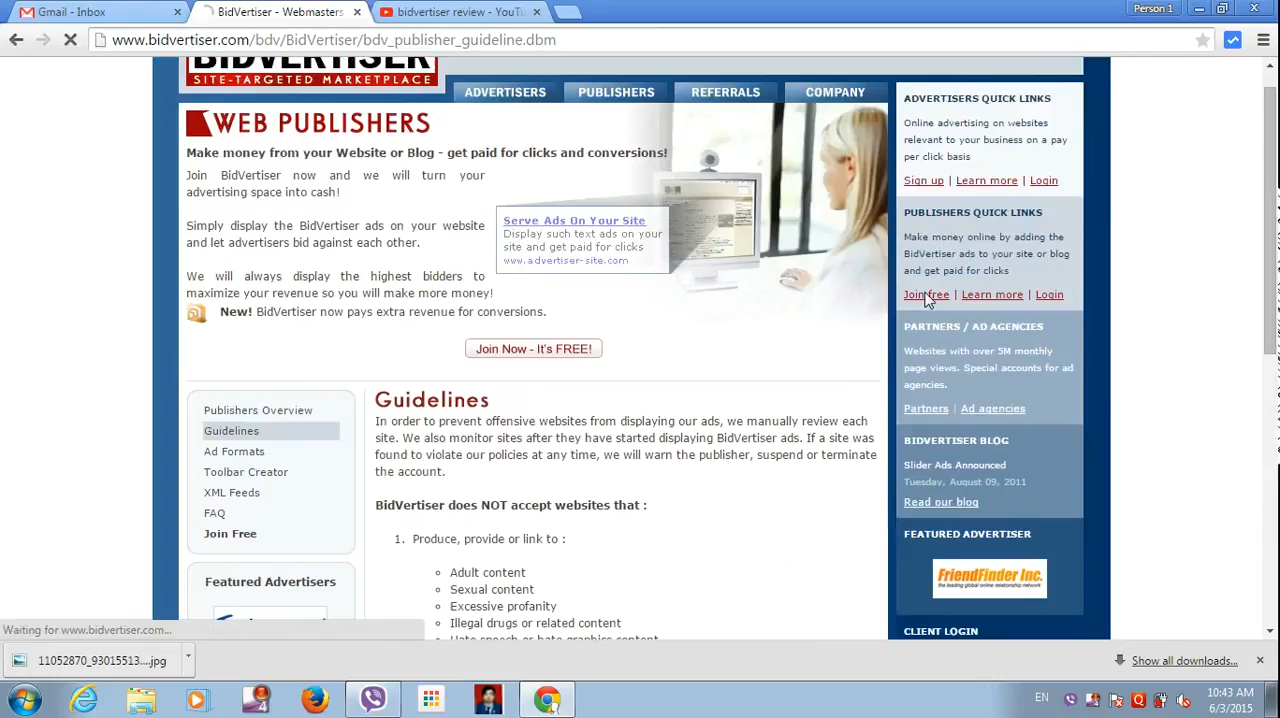 Gmail - Inbox
BidVertiser - Webmasters
bidvertiser review - YouTu
Person 1
www.bidvertiser.com/bdv/BidVertiser/bdv_publisher_guideline.dbm
BIDVERTISER
SITE-TARGETED MARKETPLACE
ADVERTISERS
PUBLISHERS
REFERRALS
COMPANY
WEB PUBLISHERS
Make money from your Website or Blog - get paid for clicks and conversions!
Join BidVertiser now and we will turn your
advertising space into cash!
Simply display the BidVertiser ads on your website
and let advertisers bid against each other.
We will always display the highest bidders to
maximize your revenue so you will make more money!
New! BidVertiser now pays extra revenue for conversions.
Serve Ads On Your Site
Display such text ads on your
site and get paid for clicks
www.advertiser-site.com
Join Now - It's FREE!
Publishers Overview
Guidelines
Ad Formats
Toolbar Creator
XML Feeds
FAQ
Join Free
Featured Advertisers
Guidelines
In order to prevent offensive websites from displaying our ads, we manually review each
site. We also monitor sites after they have started displaying BidVertiser ads. If a site was
found to violate our policies at any time, we will warn the publisher, suspend or terminate
the account.
BidVertiser does NOT accept websites that :
1. Produce, provide or link to :
Adult content
Sexual content
Excessive profanity
Illegal drugs or related content
Hate speech or hate graphics content
ADVERTISERS QUICK LINKS
Online advertising on websites
relevant to your business on a pay
per click basis
Sign up | Learn more | Login
PUBLISHERS QUICK LINKS
Make money online by adding the
BidVertiser ads to your site or blog
and get paid for clicks
Join free | Learn more | Login
PARTNERS / AD AGENCIES
Websites with over 5M monthly
page views. Special accounts for ad
agencies.
Partners | Ad agencies
BIDVERTISER BLOG
Slider Ads Announced
Tuesday, August 09, 2011
Read our blog
FEATURED ADVERTISER
FriendFinder Inc.
the leading global online relationship network
CLIENT LOGIN
Waiting for www.bidvertiser.com...
11052870_93015513....jpg
Show all downloads...
EN
10:43 AM
6/3/2015